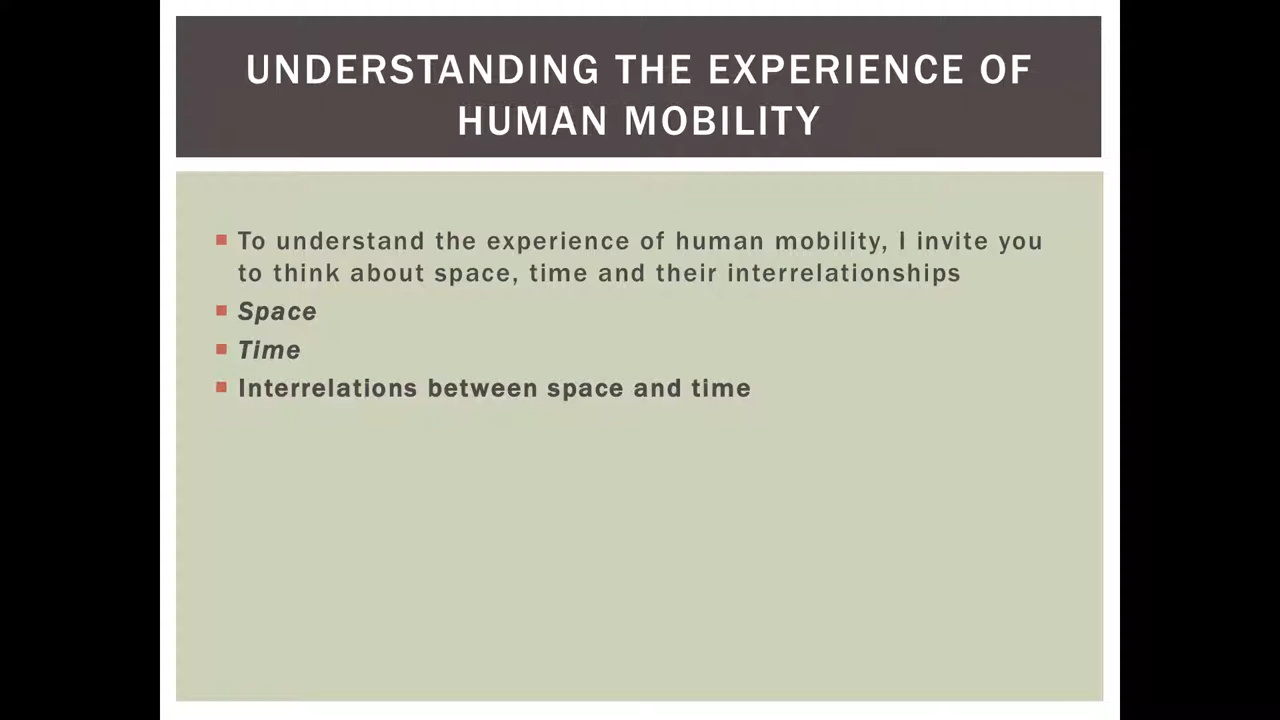 UNDERSTANDING THE EXPERIENCE OF
HUMAN MOBILITY
To understand the experience of human mobility, I invite you
to think about space, time and their interrelationships
Space
Time
Interrelations between space and time